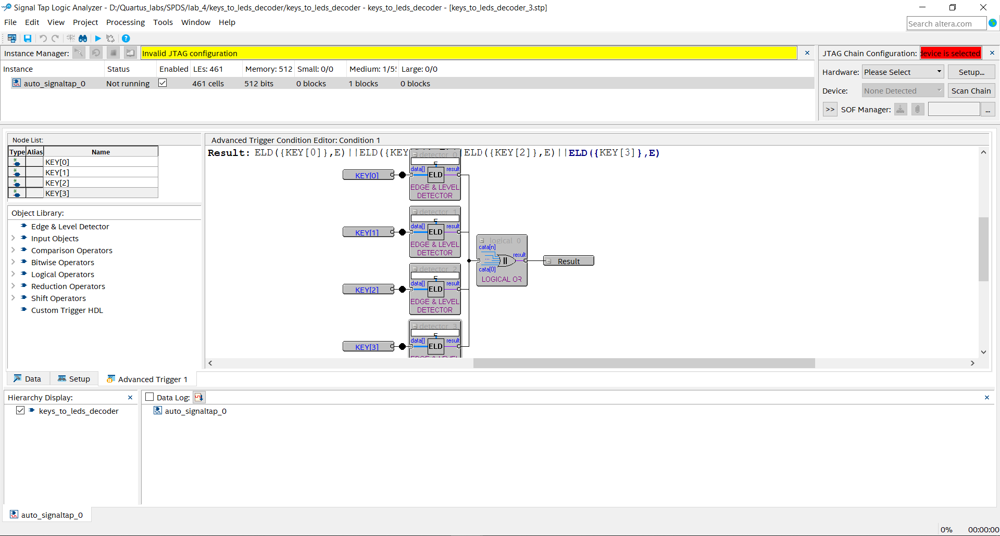 Signal Tap Logic Analyzer - D:/Quartus_labs/SPDS/lab_4/keys_to_leds_decoder/keys_to_leds_decoder - keys_to_leds_decoder - [keys_to_leds_decoder_3.stp]
File Edit View Project Processing Tools Window Help
Search altera.com
Instance Manager: Invalid JTAG configuration
JTAG Chain Configuration: device is selected
Instance Status Enabled LEs: 461 Memory: 512 Small: 0/0 Medium: 1/5 Large: 0/0
auto_signaltap_0 Not running 461 cells 512 bits 0 blocks 1 blocks 0 blocks
Hardware: Please Select Setup...
Device: None Detected Scan Chain
>> SOF Manager: ...
Node List:
Type Alias Name
KEY[0]
KEY[1]
KEY[2]
KEY[3]
Object Library:
Edge & Level Detector
Input Objects
Comparison Operators
Bitwise Operators
Logical Operators
Reduction Operators
Shift Operators
Custom Trigger HDL
Advanced Trigger Condition Editor: Condition 1
Result: ELD({KEY[0]},E)||ELD({KEY ELD({KEY[2]},E)||ELD({KEY[3]},E)
detector 0
E
KEY[0] data[] ELD result
EDGE & LEVEL
DETECTOR
detector 1
E
KEY[1] data[] ELD result
EDGE & LEVEL
DETECTOR
detector 2
E
KEY[2] data[] ELD result
EDGE & LEVEL
DETECTOR
detector 3
E
KEY[3] data[] ELD result
EDGE & LEVEL
logical 0
cata[n]
... || result
cata[0]
LOGICAL OR
Result
Data Setup Advanced Trigger 1
Hierarchy Display:
keys_to_leds_decoder
Data Log:
auto_signaltap_0
auto_signaltap_0
0% 00:00:00